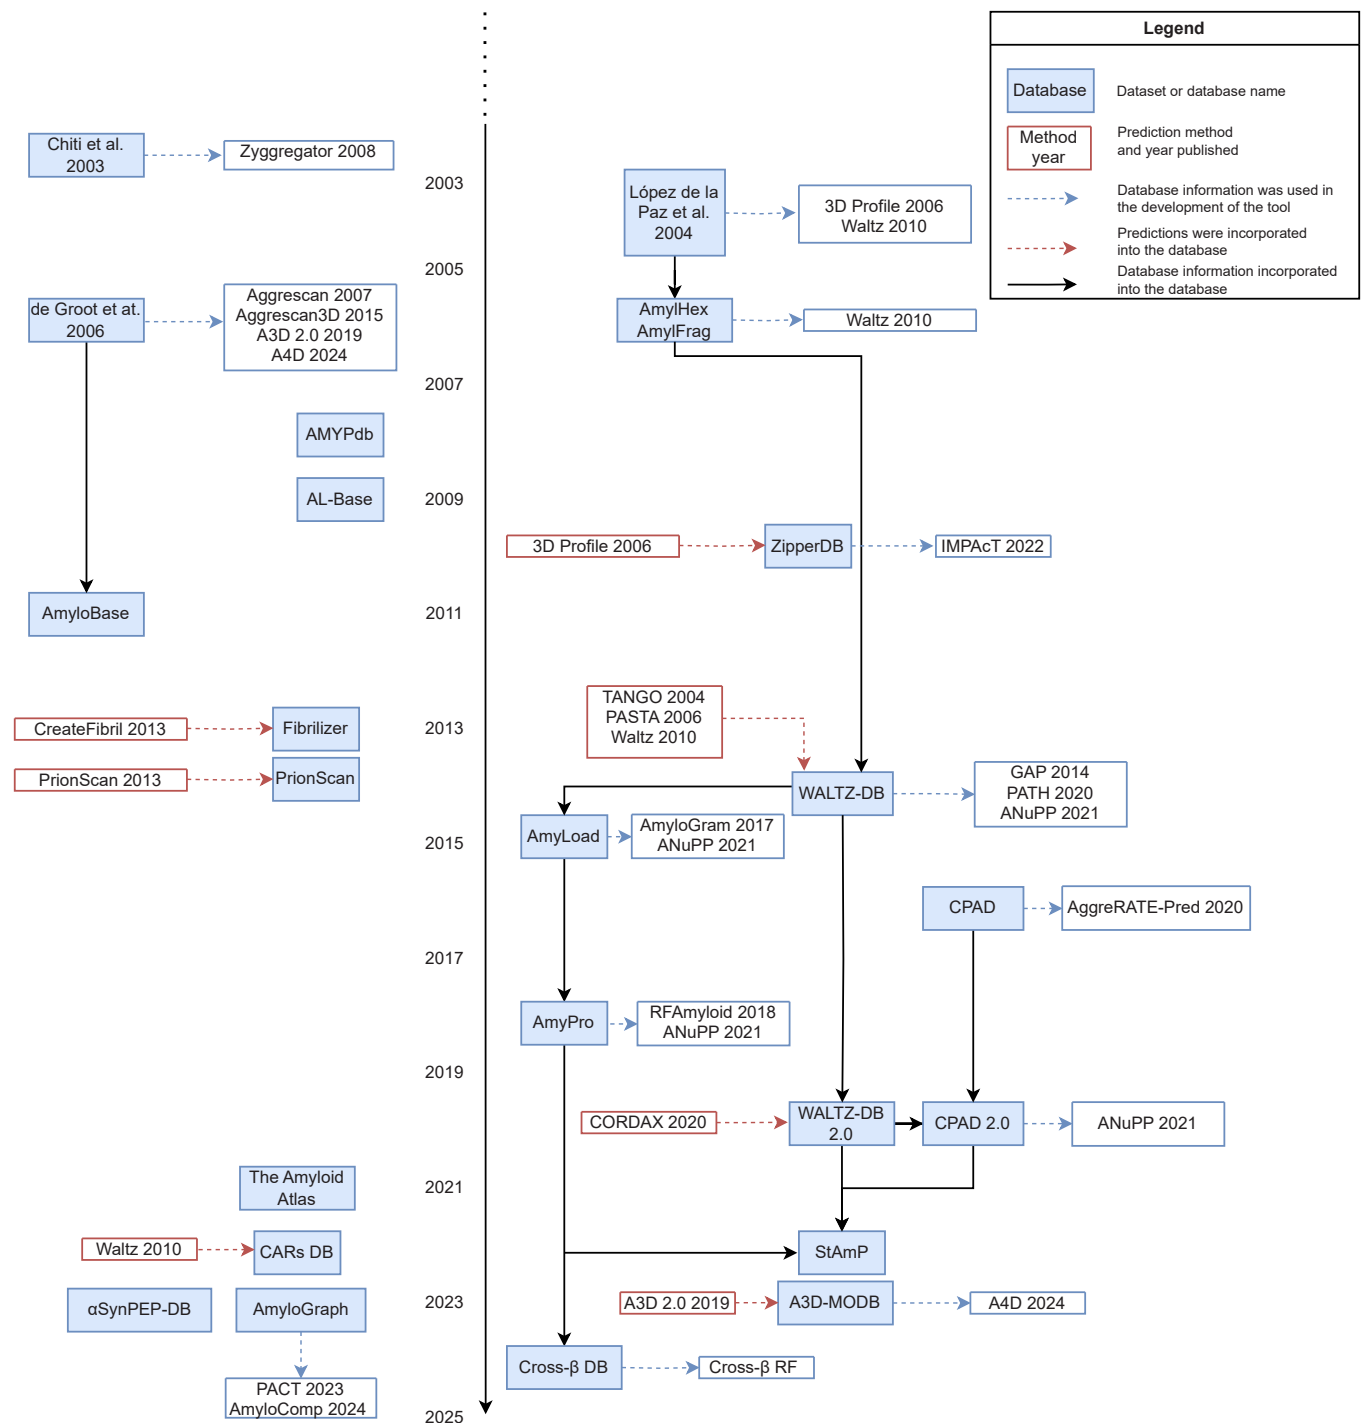 Legend
Database
Dataset or database name
Method
year
Prediction method
and year published
Database information was used in
the development of the tool
Predictions were incorporated
into the database
Database information incorporated
into the database
Chiti et al.
2003
Zyggregator 2008
2003
López de la
Paz et al.
2004
3D Profile 2006
Waltz 2010
2005
de Groot et at.
2006
Aggrescan 2007
Aggrescan3D 2015
A3D 2.0 2019
A4D 2024
AmylHex
AmylFrag
Waltz 2010
2007
AMYPdb
AL-Base
2009
3D Profile 2006
ZipperDB
IMPAcT 2022
AmyloBase
2011
TANGO 2004
PASTA 2006
Waltz 2010
CreateFibril 2013
Fibrilizer
2013
PrionScan 2013
PrionScan
WALTZ-DB
GAP 2014
PATH 2020
ANuPP 2021
2015
AmyLoad
AmyloGram 2017
ANuPP 2021
CPAD
AggreRATE-Pred 2020
2017
AmyPro
RFAmyloid 2018
ANuPP 2021
2019
CORDAX 2020
WALTZ-DB
2.0
CPAD 2.0
ANuPP 2021
The Amyloid
Atlas
2021
Waltz 2010
CARs DB
StAmP
αSynPEP-DB
AmyloGraph
2023
A3D 2.0 2019
A3D-MODB
A4D 2024
Cross-β DB
Cross-β RF
PACT 2023
AmyloComp 2024
2025